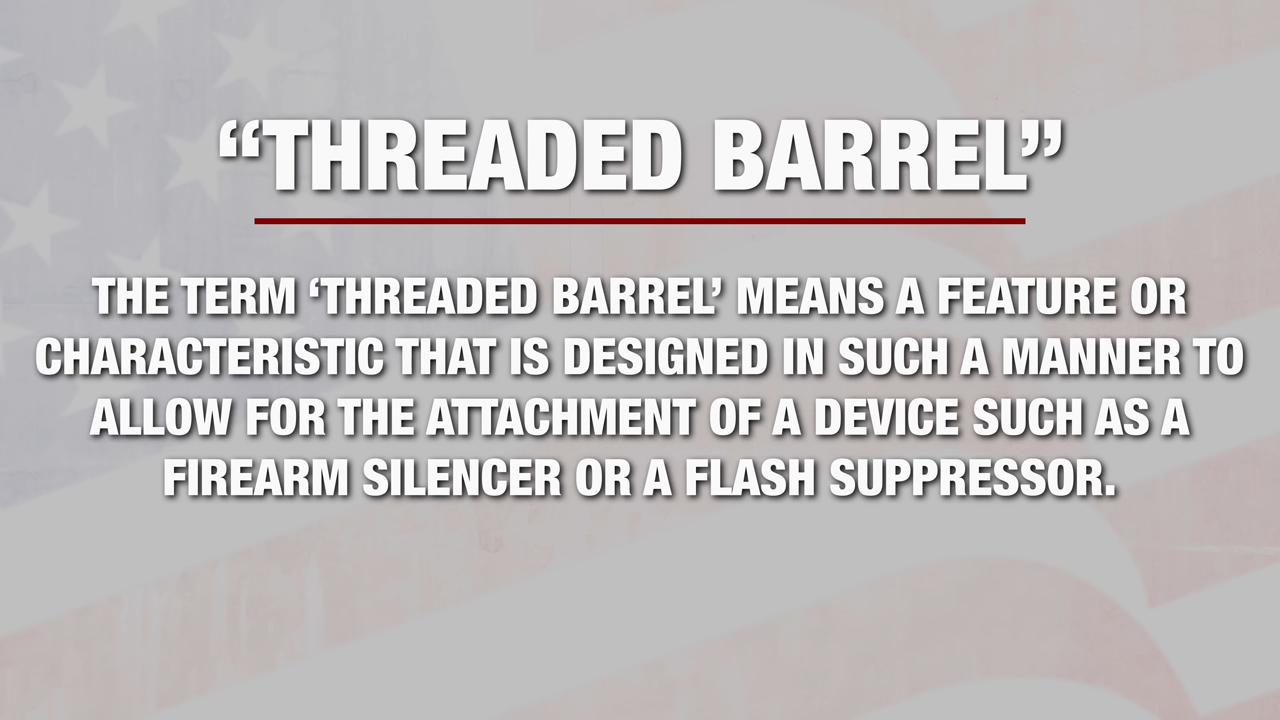 “THREADED BARREL”
THE TERM ‘THREADED BARREL’ MEANS A FEATURE OR
CHARACTERISTIC THAT IS DESIGNED IN SUCH A MANNER TO
ALLOW FOR THE ATTACHMENT OF A DEVICE SUCH AS A
FIREARM SILENCER OR A FLASH SUPPRESSOR.